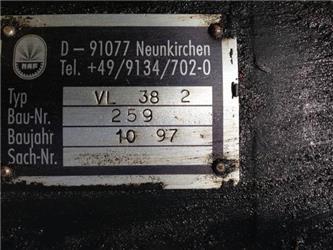 D - 91077 Neunkirchen
Tel. +49/9134/702-0
Typ VL 38 2
Bau-Nr. 259
Baujahr 10 97
Sach-Nr.